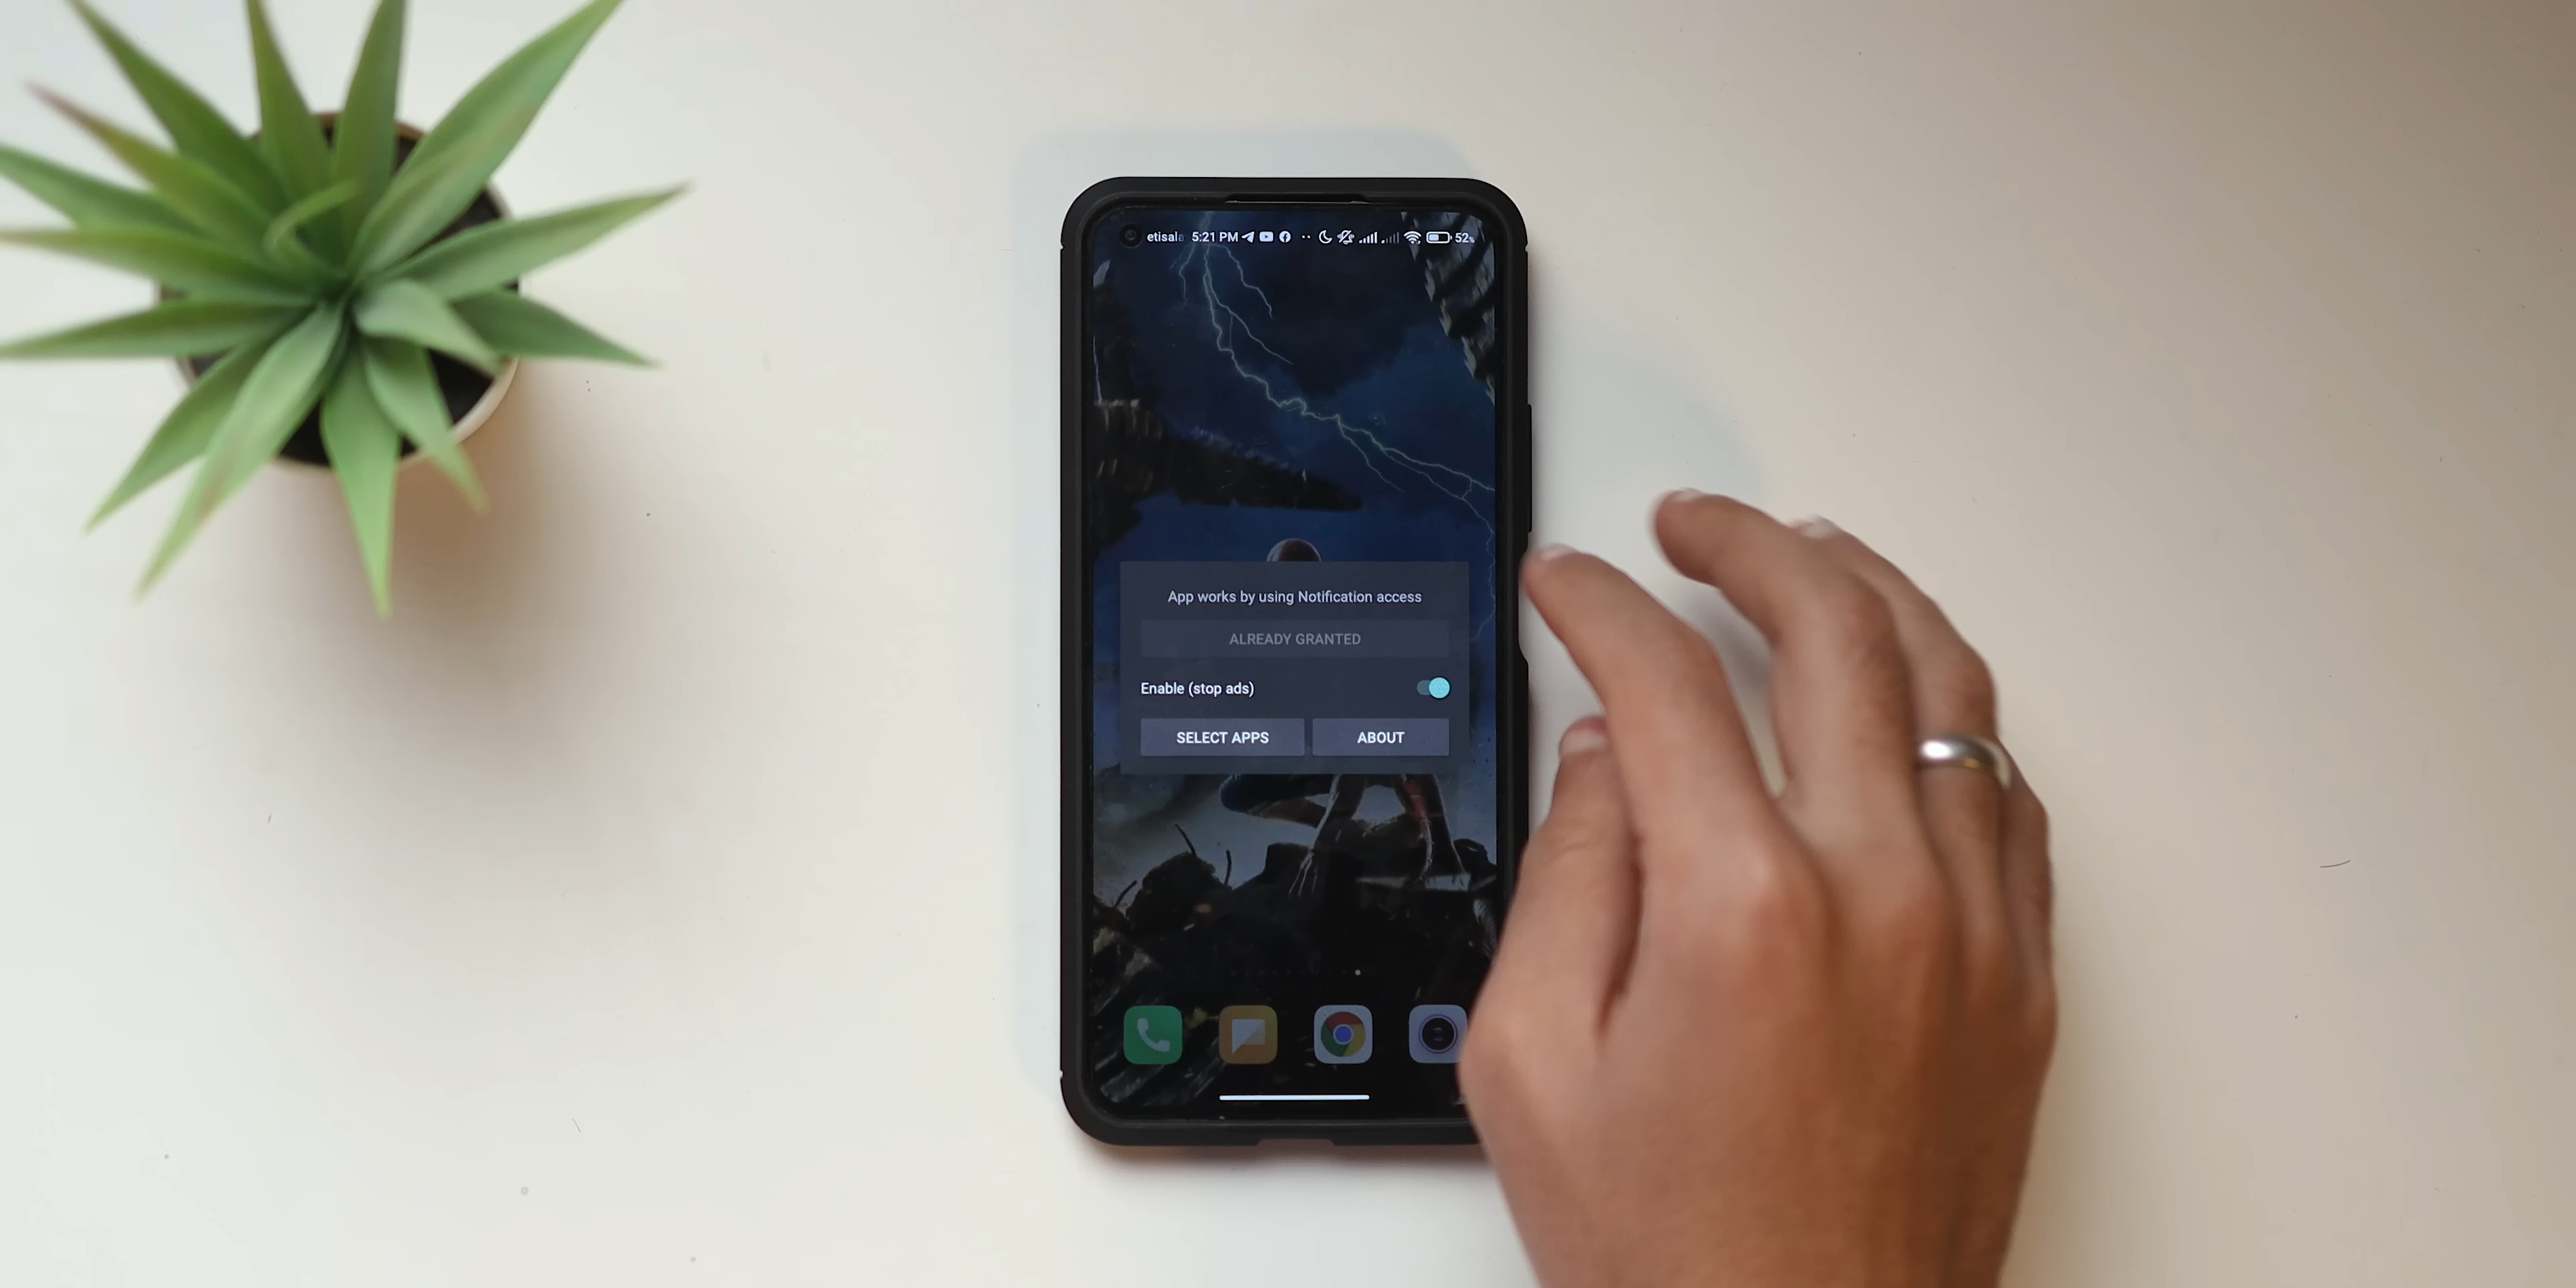 etisala 5:21 PM 52%
App works by using Notification access
ALREADY GRANTED
Enable (stop ads)
SELECT APPS ABOUT